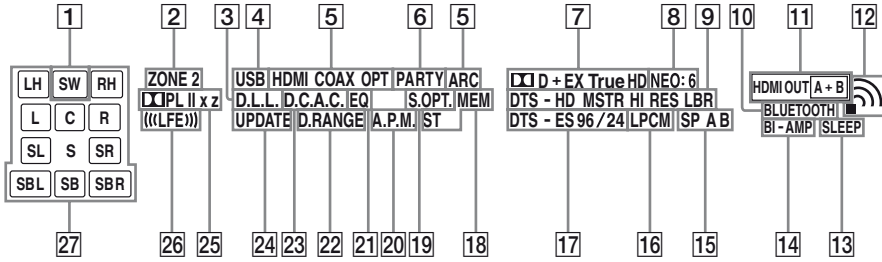 1 2 3 4 5 6 5 7 8 9 10 11 12
LH SW RH
L C R
SL S SR
SBL SB SBR
ZONE 2
PL II x z
LFE
USB HDMI COAX OPT PARTY ARC
D.L.L. D.C.A.C. EQ S.OPT. MEM
UPDATE D.RANGE A.P.M. ST
D + EX True HD NEO: 6
DTS - HD MSTR HI RES LBR
DTS - ES 96 / 24 LPCM SP A B
HDMI OUT A + B
BLUETOOTH
BI - AMP SLEEP
27 26 25 24 23 22 21 20 19 18 17 16 15 14 13